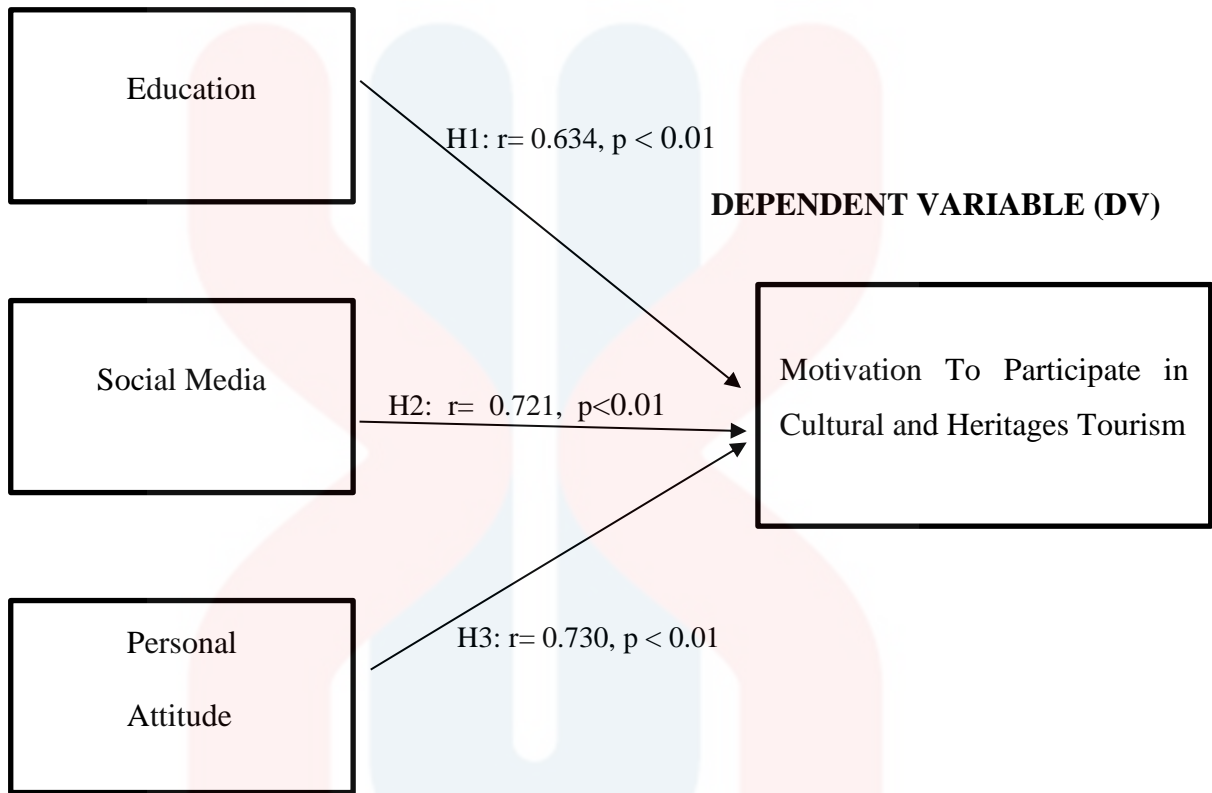 Education
H1: r= 0.634, p < 0.01
DEPENDENT VARIABLE (DV)
Social Media
H2: r= 0.721, p<0.01
Motivation To Participate in
Cultural and Heritages Tourism
Personal
Attitude
H3: r= 0.730, p < 0.01